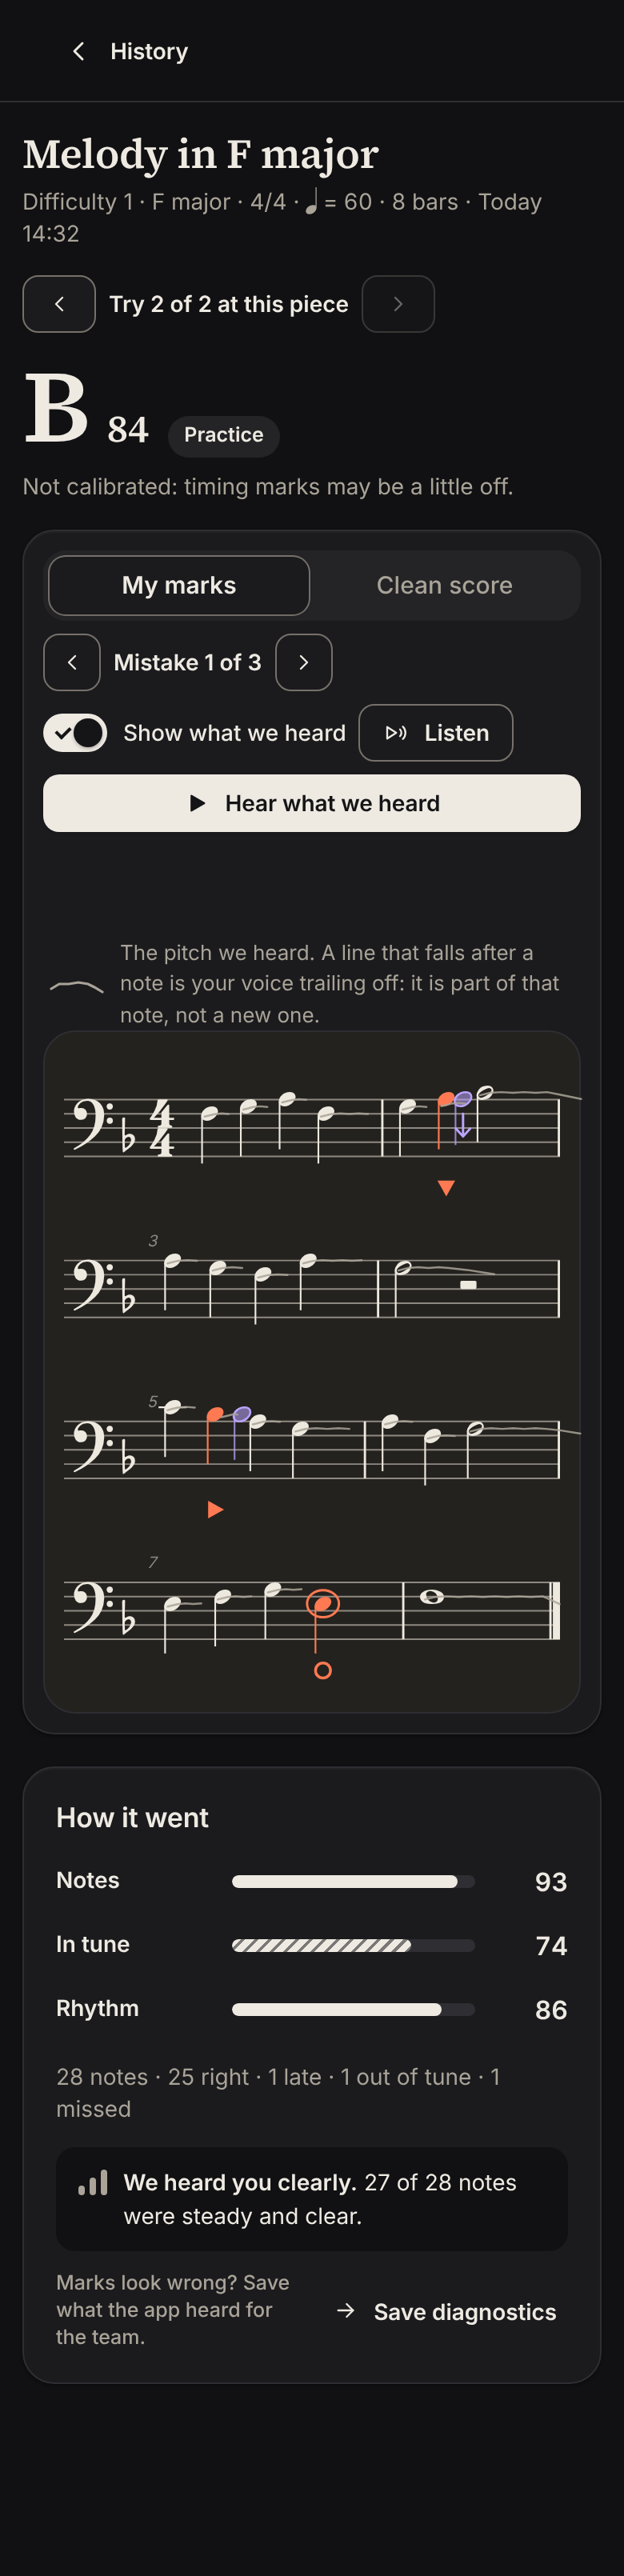 History
Melody in F major
Difficulty 1 · F major · 4/4 · ♩ = 60 · 8 bars · Today
14:32
Try 2 of 2 at this piece
B 84 Practice
Not calibrated: timing marks may be a little off.
My marks Clean score
Mistake 1 of 3
Show what we heard Listen
Hear what we heard
The pitch we heard. A line that falls after a
note is your voice trailing off: it is part of that
note, not a new one.
4
4
3
5
7
How it went
Notes 93
In tune 74
Rhythm 86
28 notes · 25 right · 1 late · 1 out of tune · 1
missed
We heard you clearly. 27 of 28 notes
were steady and clear.
Marks look wrong? Save
what the app heard for
the team.
Save diagnostics